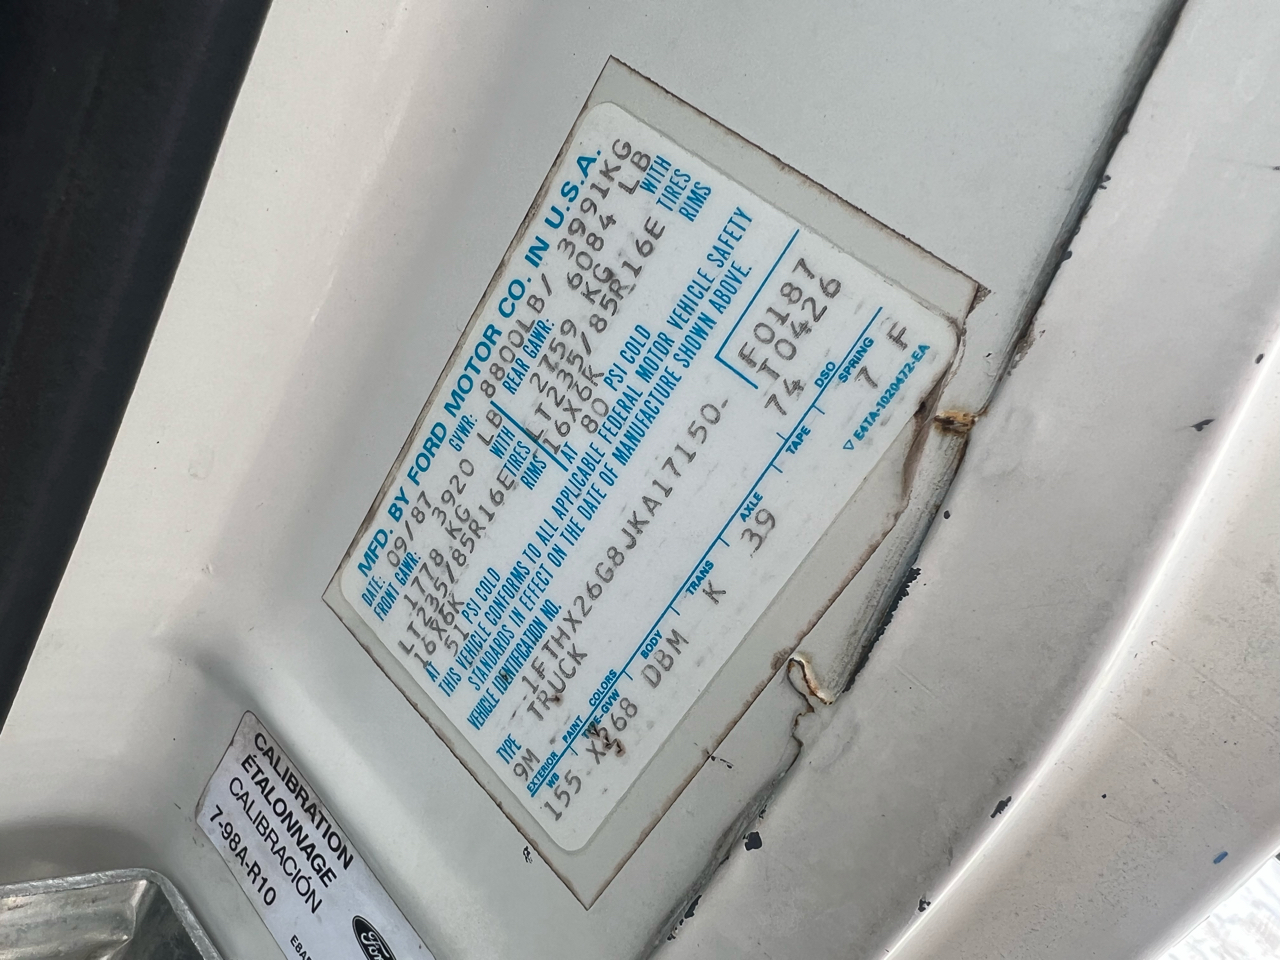 MFD. BY FORD MOTOR CO. IN U.S.A.
DATE: 09/87 GVWR: 8800LB/ 3991KG
FRONT GAWR: 3920 LB REAR GAWR: 6084 LB
1778 KG WITH 2759 KG WITH
LT235/85R16E TIRES LT235/85R16E TIRES
16X6K RIMS 16X6K RIMS
AT 51 PSI COLD AT 80 PSI COLD
THIS VEHICLE CONFORMS TO ALL APPLICABLE FEDERAL MOTOR VEHICLE SAFETY
STANDARDS IN EFFECT ON THE DATE OF MANUFACTURE SHOWN ABOVE.
VEHICLE IDENTIFICATION NO.
1FTHX26G8JKA17150- F0187
TYPE TRUCK T0426
9M 74
EXTERIOR PAINT COLORS DSO
WB TYPE-GVW BODY TRANS AXLE TAPE SPRING
155 X268 DBM K 39 7 F
▽ E4TA-1020472-EA
CALIBRATION
ÉTALONNAGE
CALIBRACIÓN
7-98A-R10
Ford